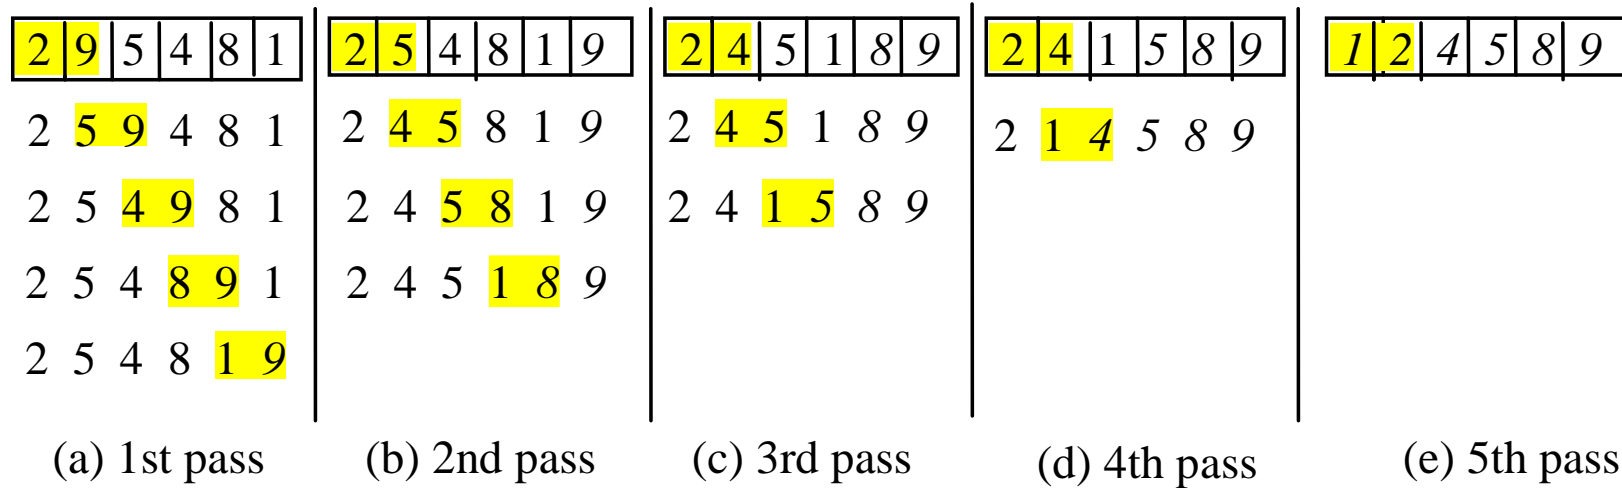 2 9 5 4 8 1
2 5 9 4 8 1
2 5 4 9 8 1
2 5 4 8 9 1
2 5 4 8 1 9
(a) 1st pass
2 5 4 8 1 9
2 4 5 8 1 9
2 4 5 8 1 9
2 4 5 1 8 9
(b) 2nd pass
2 4 5 1 8 9
2 4 5 1 8 9
2 4 1 5 8 9
(c) 3rd pass
2 4 1 5 8 9
2 1 4 5 8 9
(d) 4th pass
1 2 4 5 8 9
(e) 5th pass